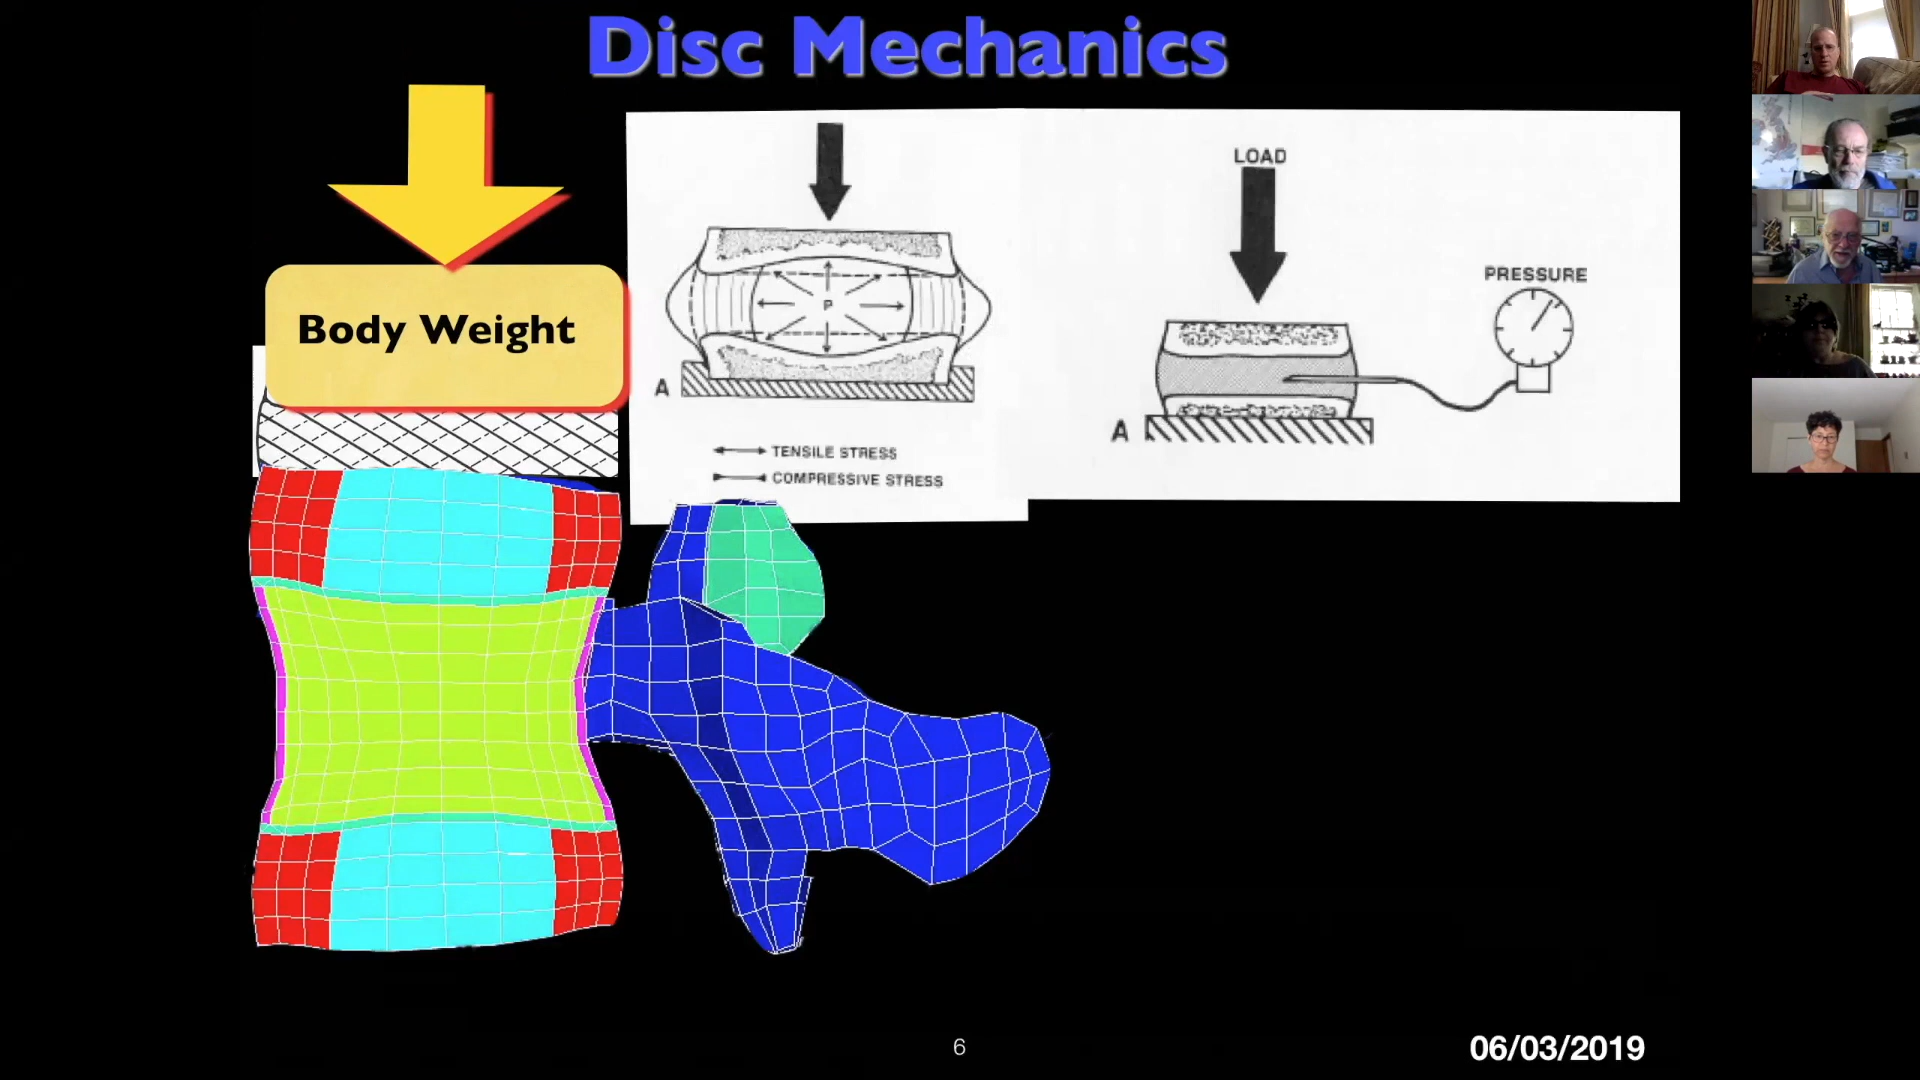 Disc Mechanics
Body Weight
P
A
TENSILE STRESS
COMPRESSIVE STRESS
LOAD
PRESSURE
A
6
06/03/2019